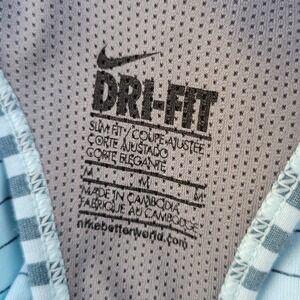 DRI-FIT
SLIM FIT / COUPE AJUSTÉE
CORTE AJUSTADO
CORTE ELEGANTE
M M M
MADE IN CAMBODIA
FABRIQUÉ AU CAMBODGE
nikebetterworld.com